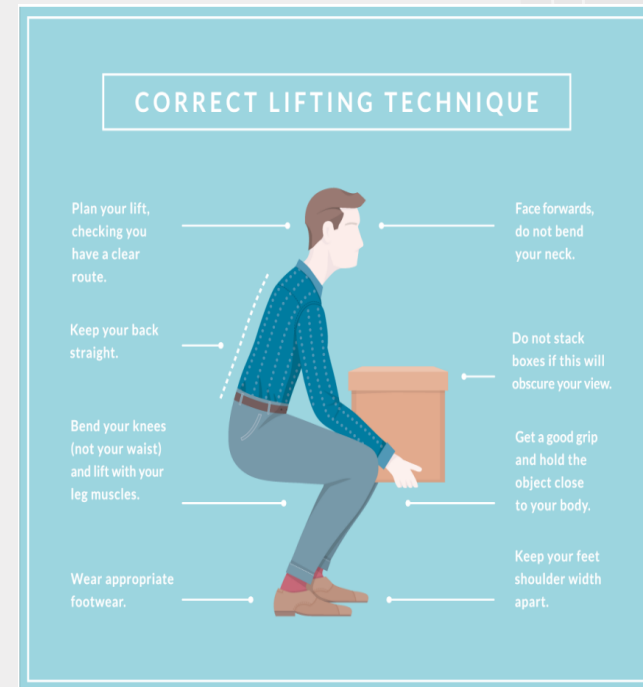 CORRECT LIFTING TECHNIQUE
Plan your lift,
checking you
have a clear
route.
Keep your back
straight.
Bend your knees
(not your waist)
and lift with your
leg muscles.
Wear appropriate
footwear.
Face forwards,
do not bend
your neck.
Do not stack
boxes if this will
obscure your view.
Get a good grip
and hold the
object close
to your body.
Keep your feet
shoulder width
apart.